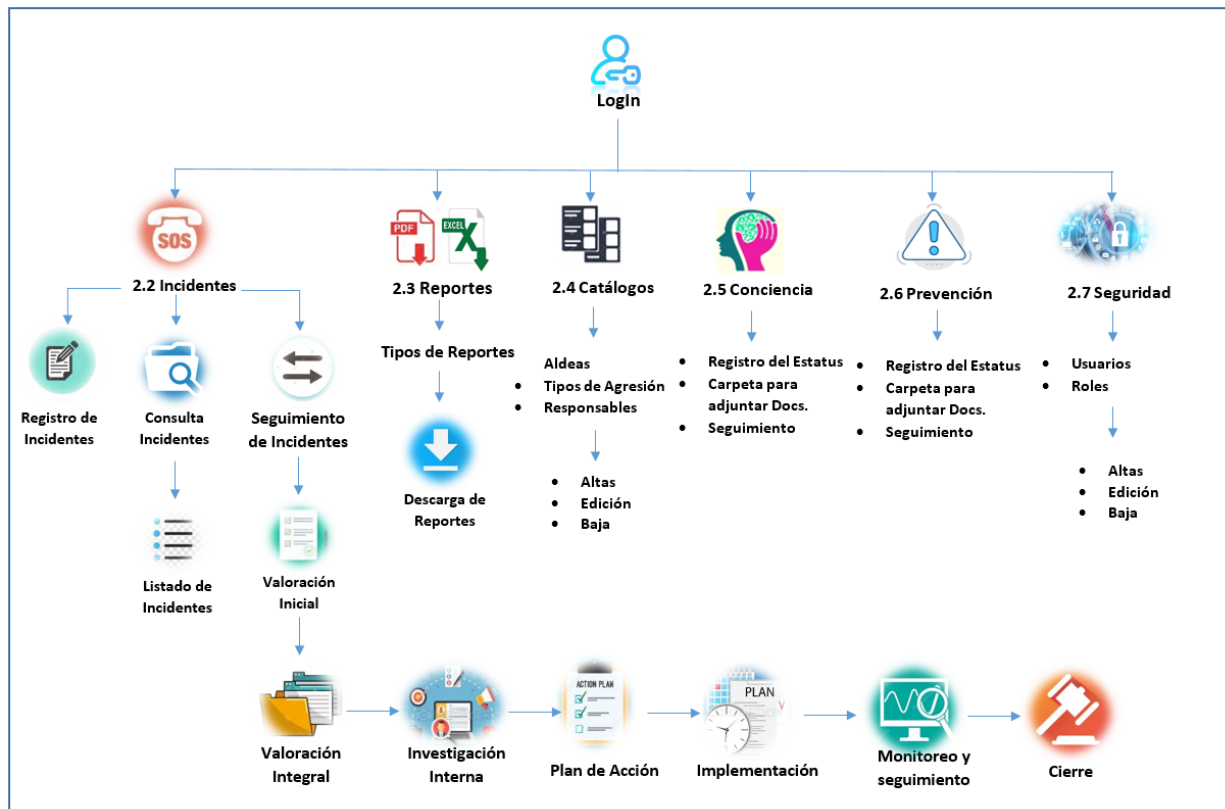 LogIn
SOS
PDF
EXCEL
X
2.2 Incidentes
2.3 Reportes
2.4 Catálogos
2.5 Conciencia
2.6 Prevención
2.7 Seguridad
Registro de
Incidentes
Consulta
Incidentes
Seguimiento
de Incidentes
Tipos de Reportes
Aldeas
• Tipos de Agresión
• Responsables
• Registro del Estatus
• Carpeta para
adjuntar Docs.
• Seguimiento
• Registro del Estatus
• Carpeta para
adjuntar Docs.
• Seguimiento
• Usuarios
• Roles
Descarga de
Reportes
• Altas
• Edición
• Baja
• Altas
• Edición
• Baja
Listado de
Incidentes
Valoración
Inicial
ACTION PLAN
PLAN
Valoración
Integral
Investigación
Interna
Plan de Acción
Implementación
Monitoreo y
seguimiento
Cierre